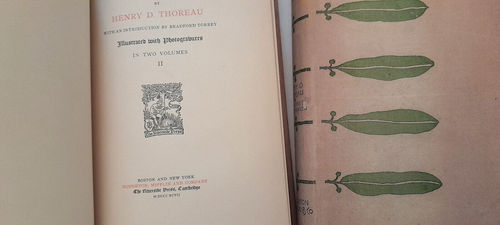 BY
HENRY D. THOREAU
WITH AN INTRODUCTION BY BRADFORD TORREY
Illustrated with Photogravures
IN TWO VOLUMES
II
BOSTON AND NEW YORK
HOUGHTON, MIFFLIN AND COMPANY
The Riverside Press, Cambridge
MDCCCXCVII